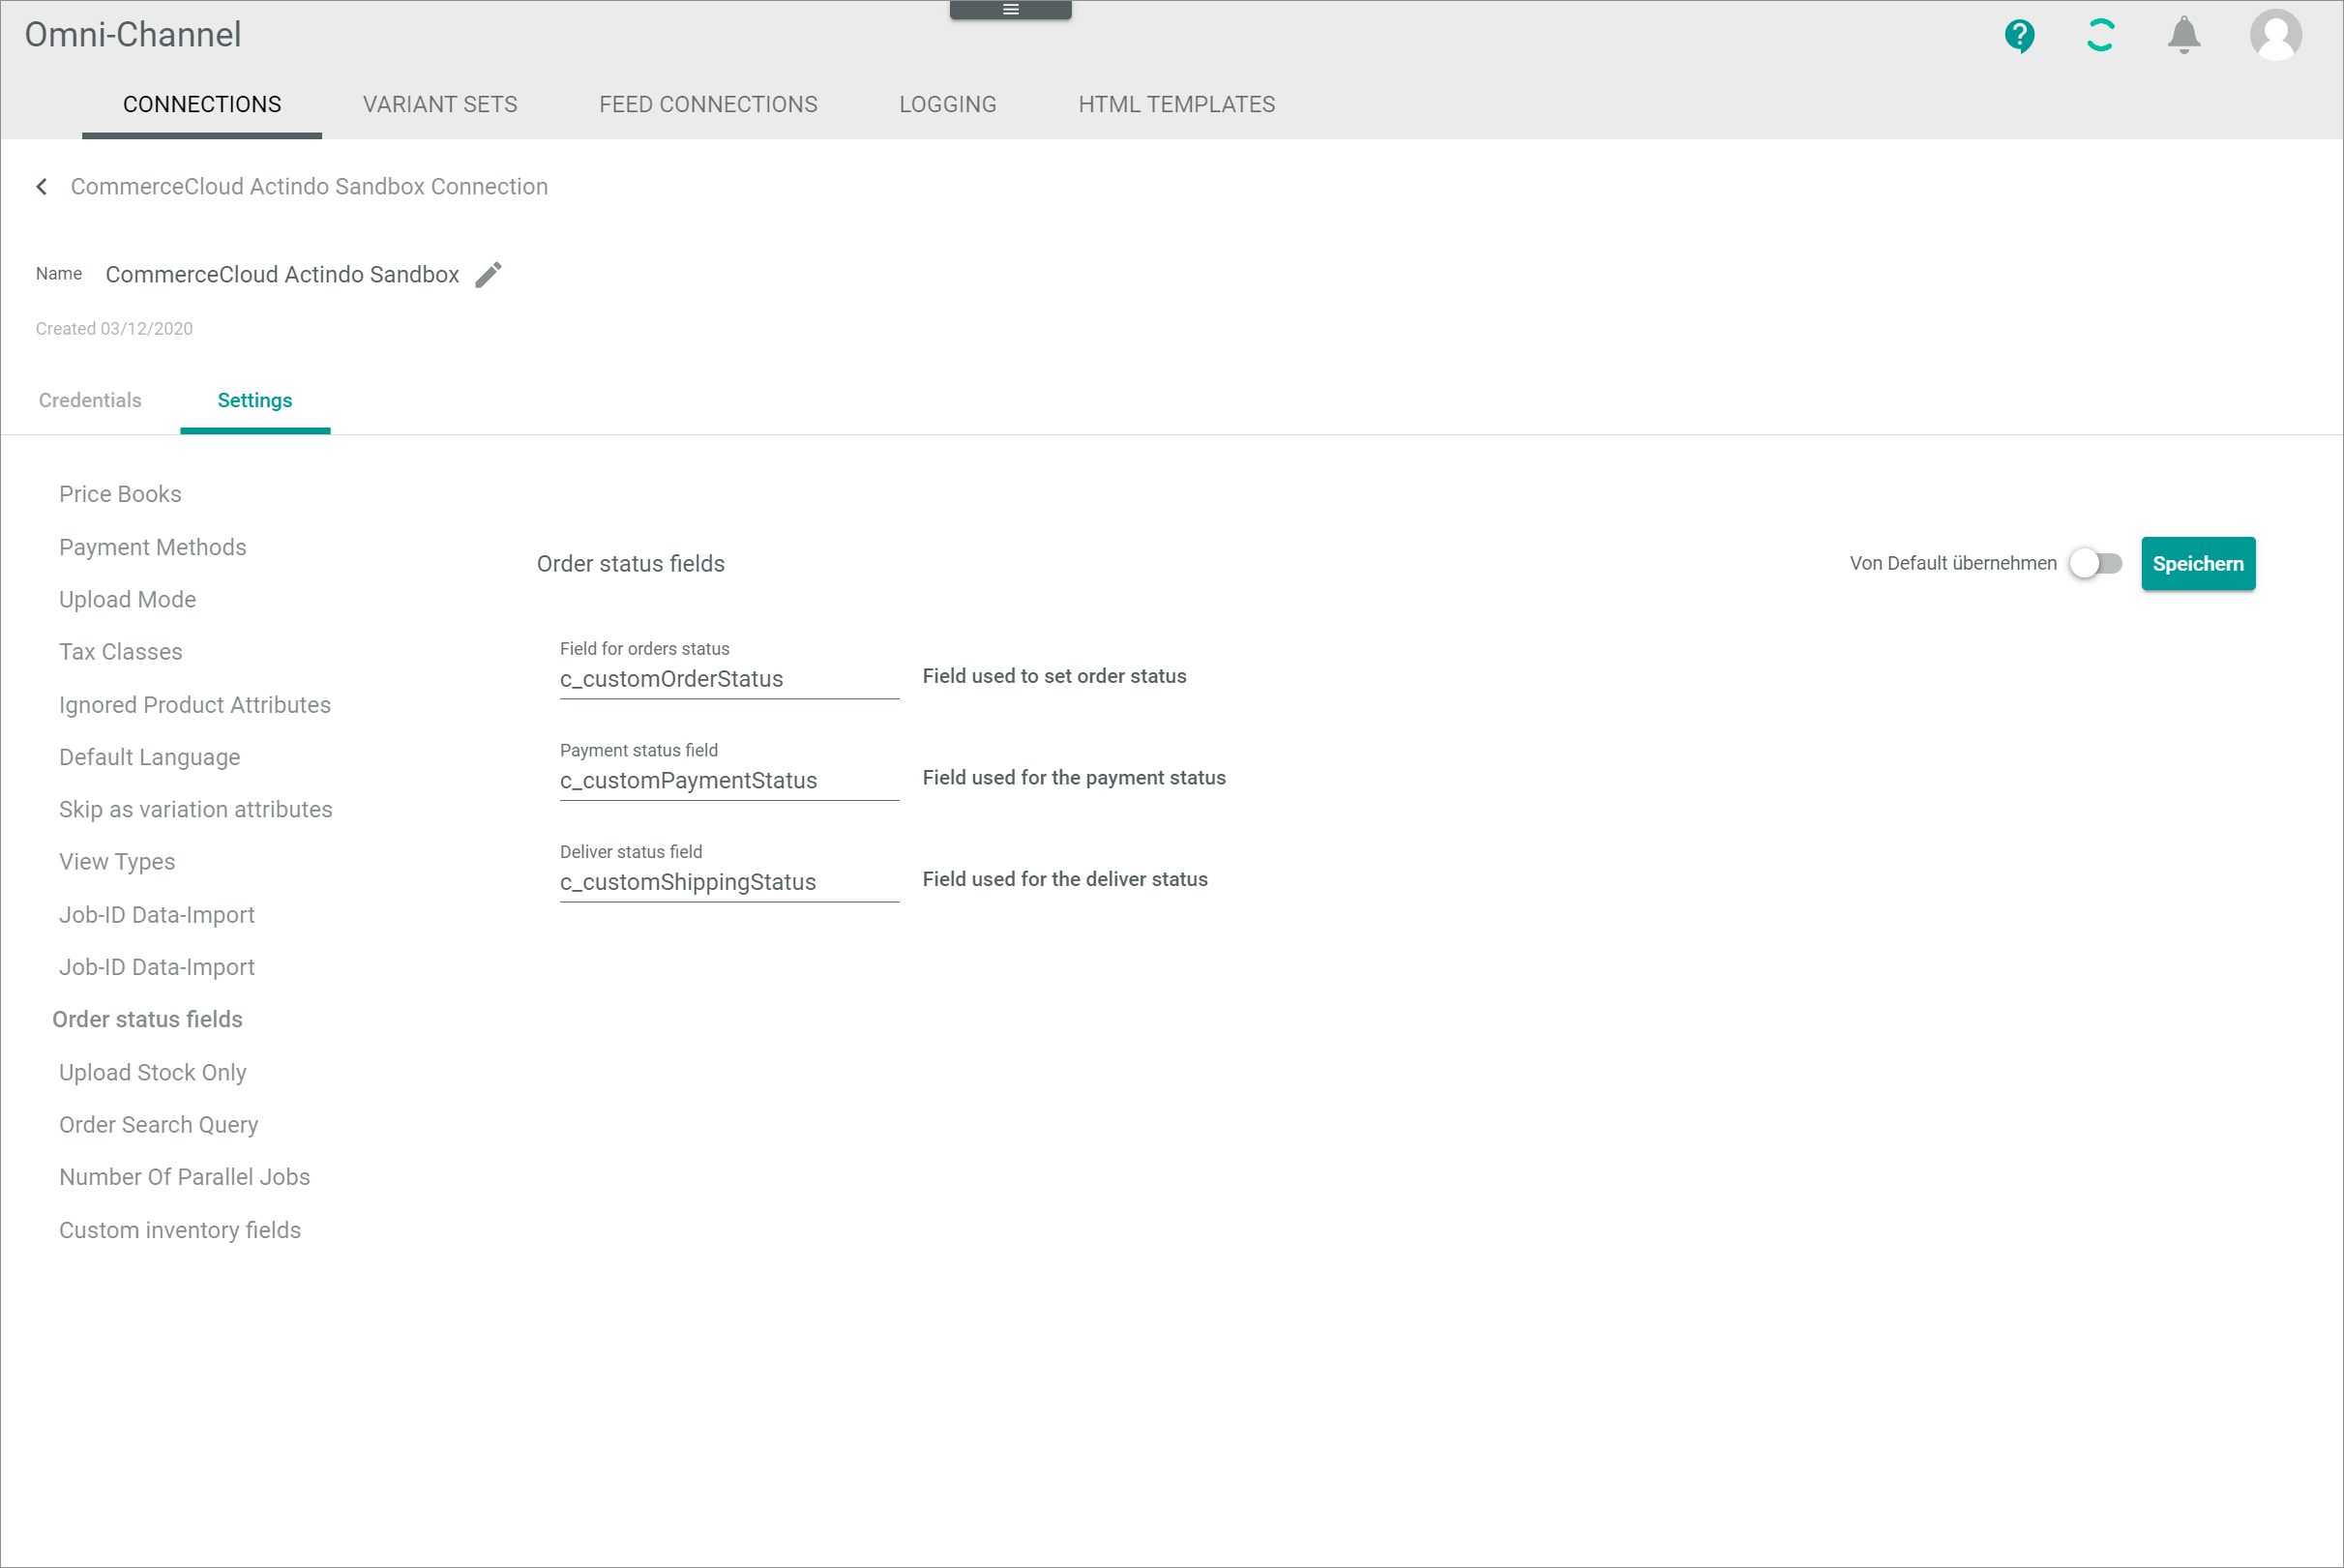 Omni-Channel
CONNECTIONS VARIANT SETS FEED CONNECTIONS LOGGING HTML TEMPLATES
CommerceCloud Actindo Sandbox Connection
Name CommerceCloud Actindo Sandbox
Created 03/12/2020
Credentials Settings
Price Books
Payment Methods
Upload Mode
Tax Classes
Ignored Product Attributes
Default Language
Skip as variation attributes
View Types
Job-ID Data-Import
Job-ID Data-Import
Order status fields
Upload Stock Only
Order Search Query
Number Of Parallel Jobs
Custom inventory fields
Order status fields
Von Default übernehmen Speichern
Field for orders status
c_customOrderStatus Field used to set order status
Payment status field
c_customPaymentStatus Field used for the payment status
Deliver status field
c_customShippingStatus Field used for the deliver status